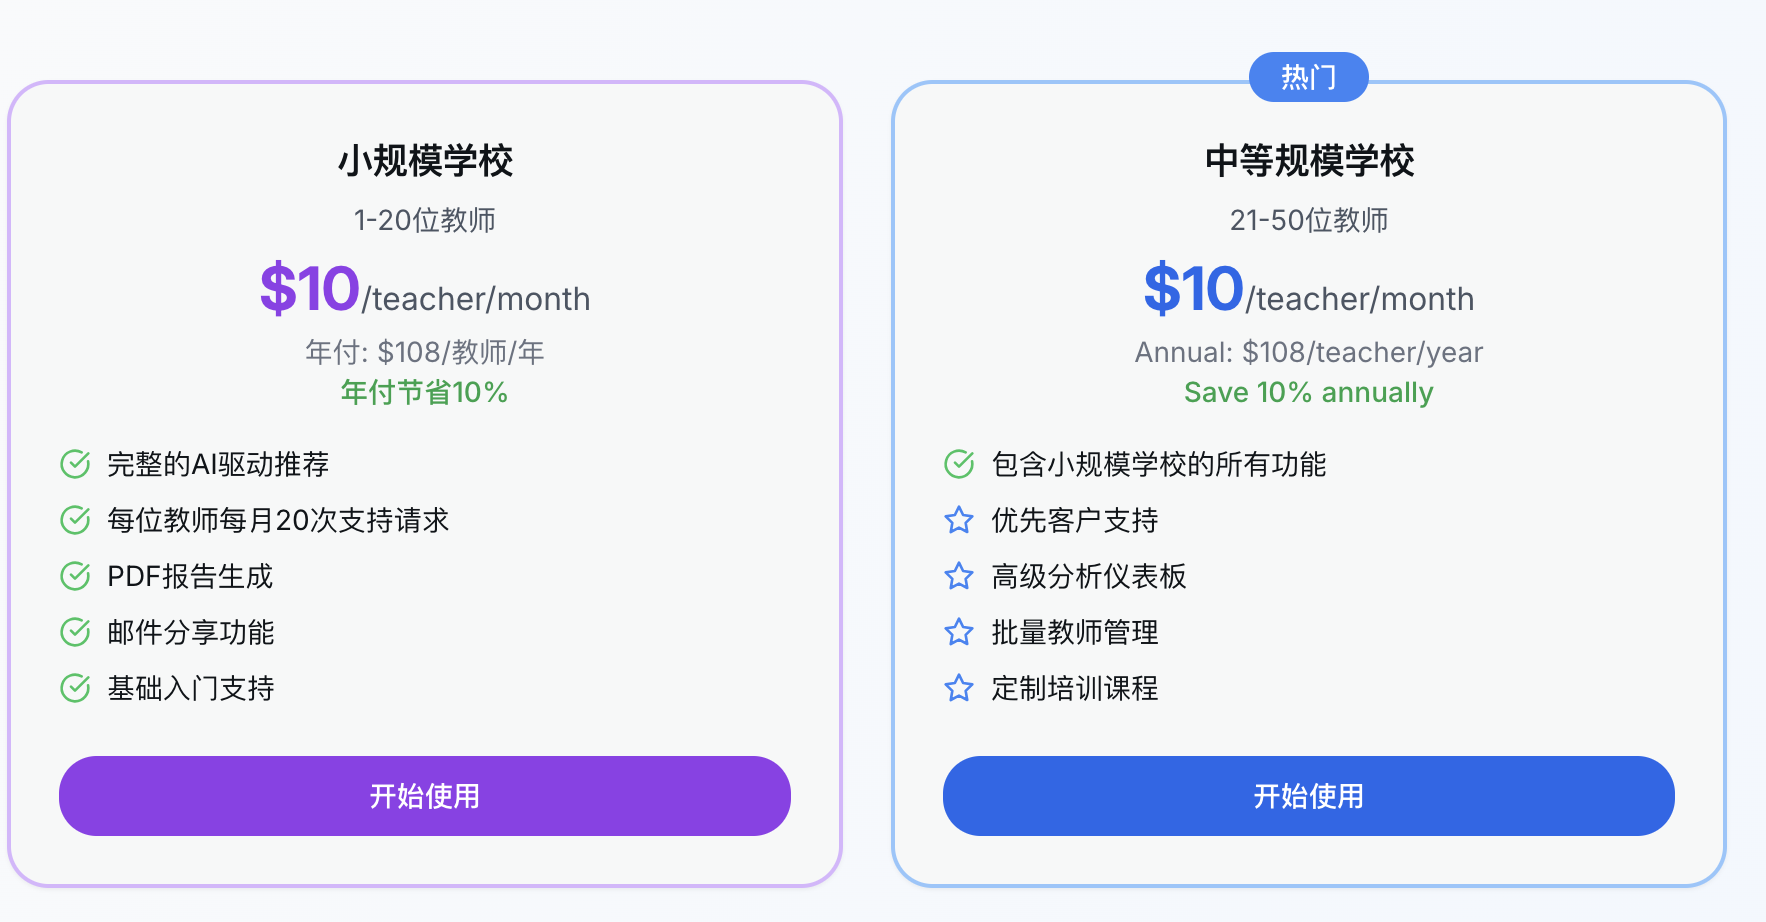 小规模学校
1-20位教师
$10/teacher/month
年付: $108/教师/年
年付节省10%
完整的AI驱动推荐
每位教师每月20次支持请求
PDF报告生成
邮件分享功能
基础入门支持
开始使用
热门
中等规模学校
21-50位教师
$10/teacher/month
Annual: $108/teacher/year
Save 10% annually
包含小规模学校的所有功能
优先客户支持
高级分析仪表板
批量教师管理
定制培训课程
开始使用